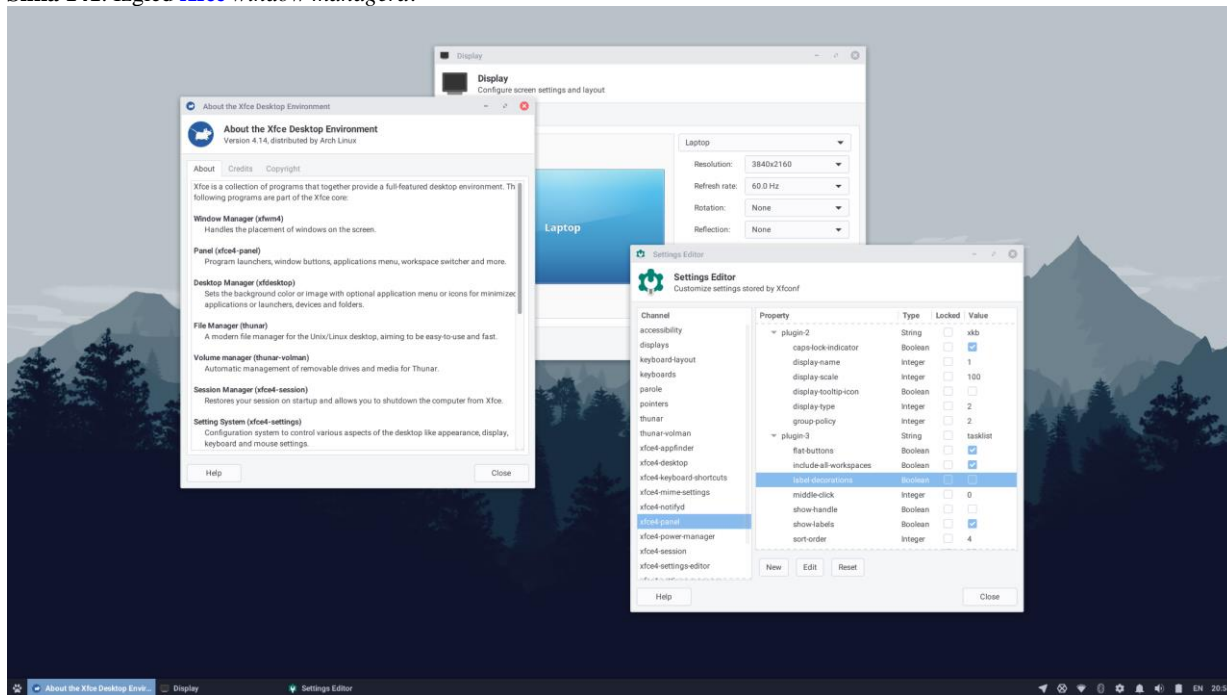 Display
Display
Configure screen settings and layout
About the Xfce Desktop Environment
About the Xfce Desktop Environment
Version 4.14, distributed by Arch Linux
About Credits Copyright
Xfce is a collection of programs that together provide a full-featured desktop environment. Th
following programs are part of the Xfce core:
Window Manager (xfwm4)
Handles the placement of windows on the screen.
Panel (xfce4-panel)
Program launchers, window buttons, applications menu, workspace switcher and more.
Desktop Manager (xfdesktop)
Sets the background color or image with optional application menu or icons for minimized
applications or launchers, devices and folders.
File Manager (thunar)
A modern file manager for the Unix/Linux desktop, aiming to be easy-to-use and fast.
Volume manager (thunar-volman)
Automatic management of removable drives and media for Thunar.
Session Manager (xfce4-session)
Restores your session on startup and allows you to shutdown the computer from Xfce.
Setting System (xfce4-settings)
Configuration system to control various aspects of the desktop like appearance, display,
keyboard and mouse settings.
Help Close
Laptop
Laptop
Resolution: 3840x2160
Refresh rate: 60.0 Hz
Rotation: None
Reflection: None
Settings Editor
Settings Editor
Customize settings stored by Xfconf
Channel
accessibility
displays
keyboard-layout
keyboards
parole
pointers
thunar
thunar-volman
xfce4-appfinder
xfce4-desktop
xfce4-keyboard-shortcuts
xfce4-mime-settings
xfce4-notifyd
xfce4-panel
xfce4-power-manager
xfce4-session
xfce4-settings-editor
Property Type Locked Value
plugin-2 String xkb
caps-lock-indicator Boolean
display-name Integer 1
display-scale Integer 100
display-tooltip-icon Boolean
display-type Integer 2
group-policy Integer 2
plugin-3 String tasklist
flat-buttons Boolean
include-all-workspaces Boolean
label-decorations Boolean
middle-click Integer 0
show-handle Boolean
show-labels Boolean
sort-order Integer 4
New Edit Reset
Help Close
About the Xfce Desktop Envir... Display Settings Editor EN